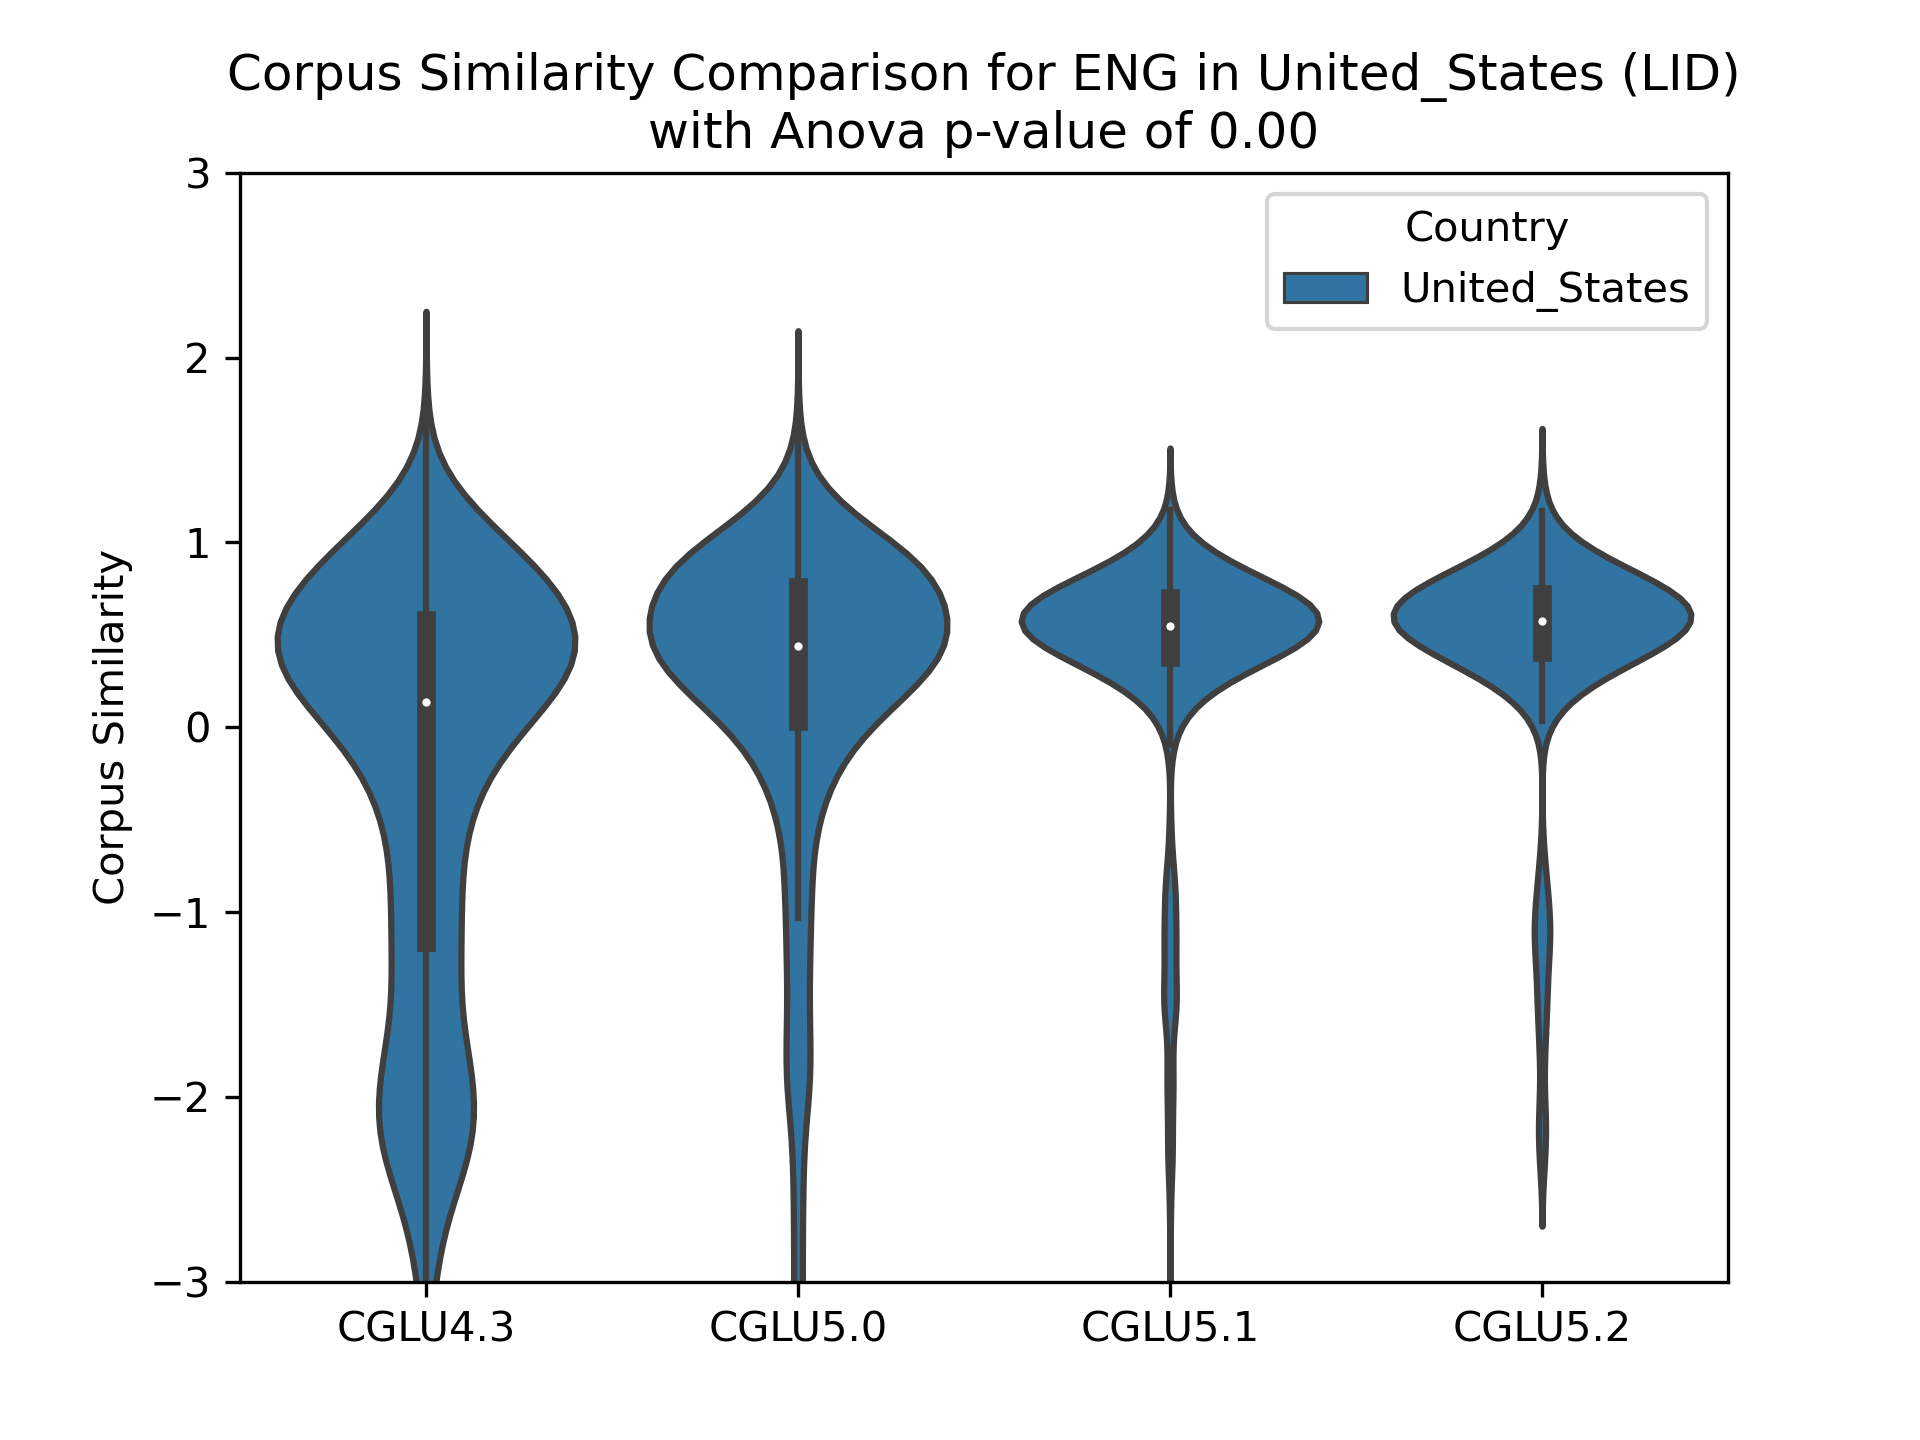 Corpus Similarity Comparison for ENG in United_States (LID)
with Anova p-value of 0.00
Country
United_States
Corpus Similarity
3
2
1
0
−1
−2
−3
CGLU4.3 CGLU5.0 CGLU5.1 CGLU5.2